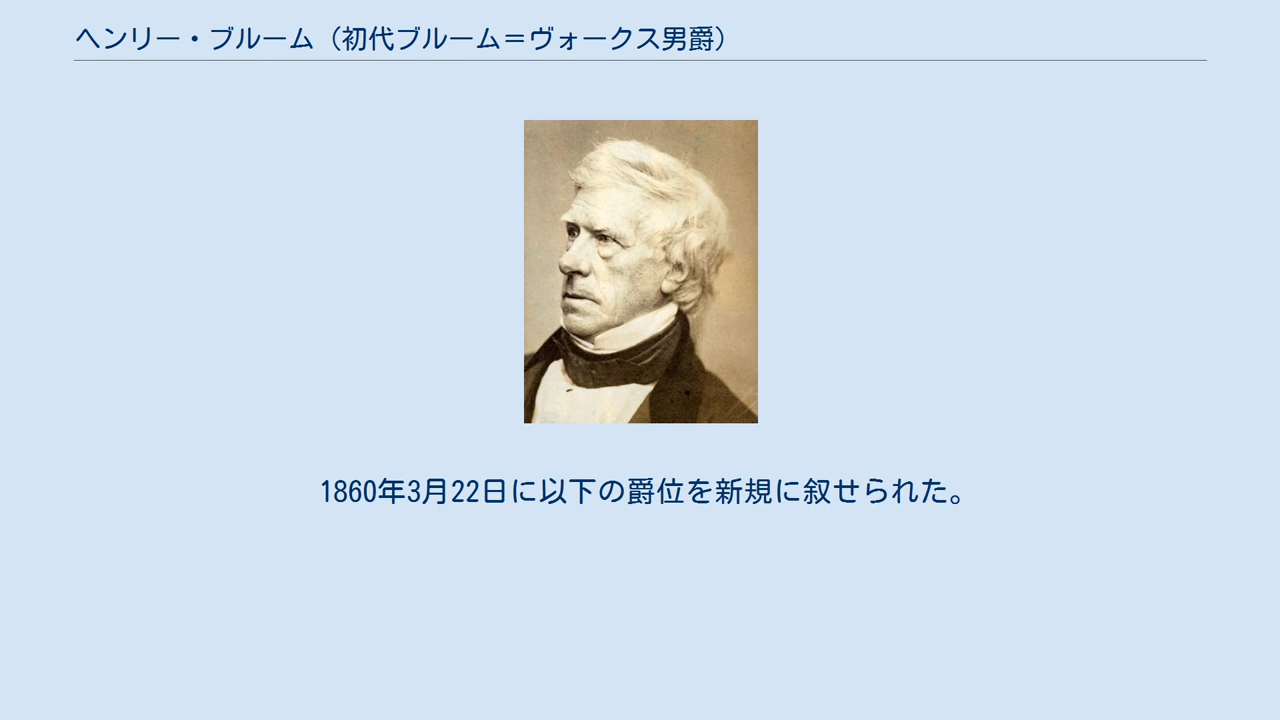 ヘンリー・ブルーム（初代ブルーム＝ヴォークス男爵）
1860年3月22日に以下の爵位を新規に叙せられた。